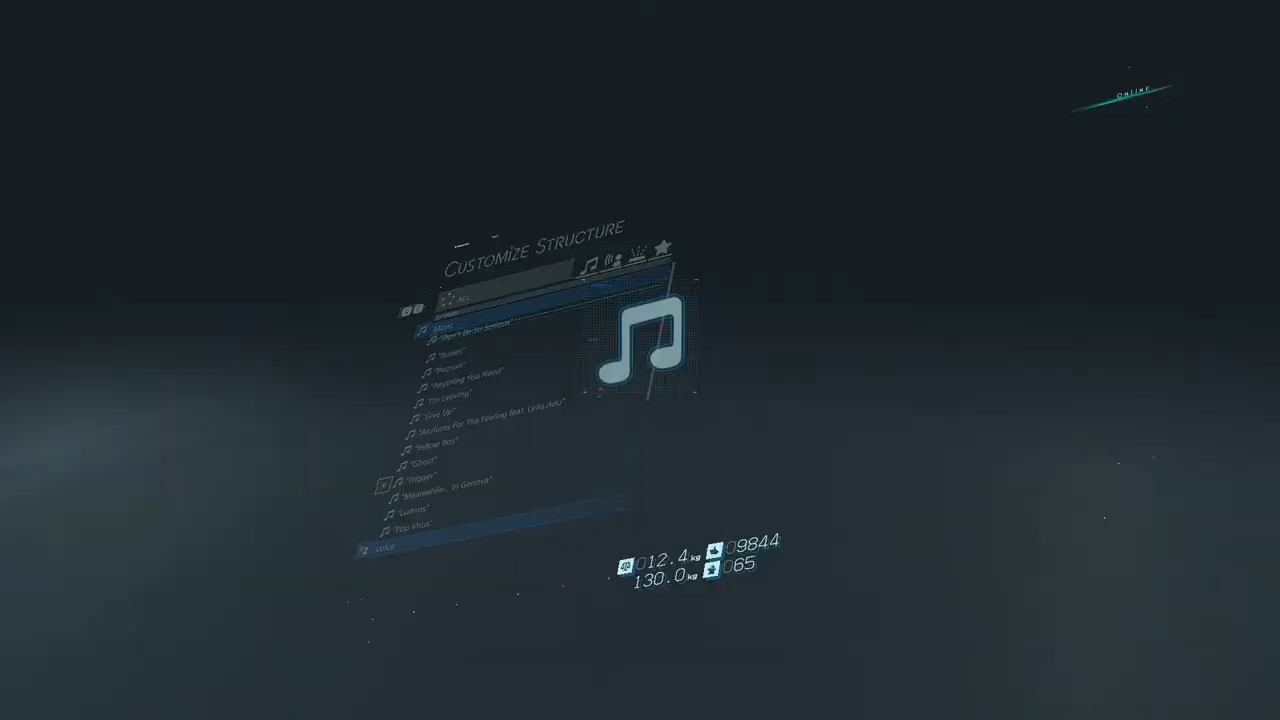 ONLINE
CUSTOMIZE STRUCTURE
ALL
Music
"Don't Be So Serious"
"Bones"
"Poznan"
"Anything You Need"
"I'm Leaving"
"Give Up"
"Asylums For The Feeling feat. Leila Adu"
"Yellow Box"
"Ghost"
"Trigger"
"Meanwhile... In Genova"
"Ludens"
"Pop Virus"
Voice
012.4kg 09844
130.0kg 065